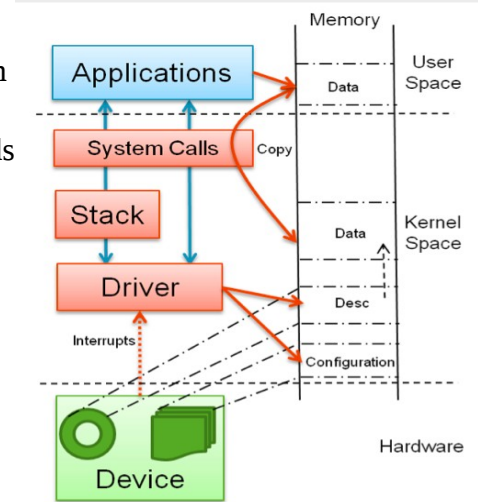 Memory
Applications
Data
User
Space
System Calls
Copy
Stack
Data
Kernel
Space
Driver
Desc
Interrupts
Configuration
Hardware
Device